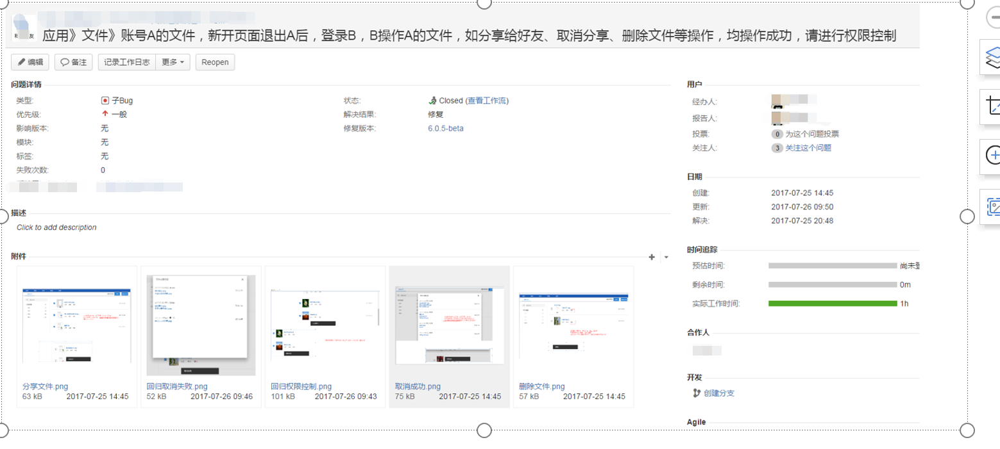 应用》文件》账号A的文件，新开页面退出A后，登录B，B操作A的文件，如分享给好友、取消分享、删除文件等操作，均操作成功，请进行权限控制
友
编辑 备注 记录工作日志 更多 Reopen
问题详情
类型: 子Bug
优先级: 一般
影响版本: 无
模块: 无
标签: 无
失败次数: 0
状态: Closed (查看工作流)
解决结果: 修复
修复版本: 6.0.5-beta
描述
Click to add description
附件
分享文件.png
63 kB 2017-07-25 14:45
回归取消失败.png
52 kB 2017-07-26 09:46
回归权限控制.png
101 kB 2017-07-26 09:43
取消成功.png
75 kB 2017-07-25 14:45
删除文件.png
57 kB 2017-07-25 14:45
用户
经办人:
报告人:
投票: 0 为这个问题投票
关注人: 3 关注这个问题
日期
创建: 2017-07-25 14:45
更新: 2017-07-26 09:50
解决: 2017-07-25 20:48
时间追踪
预估时间: 尚未登
剩余时间: 0m
实际工作时间: 1h
合作人
开发
创建分支
Agile